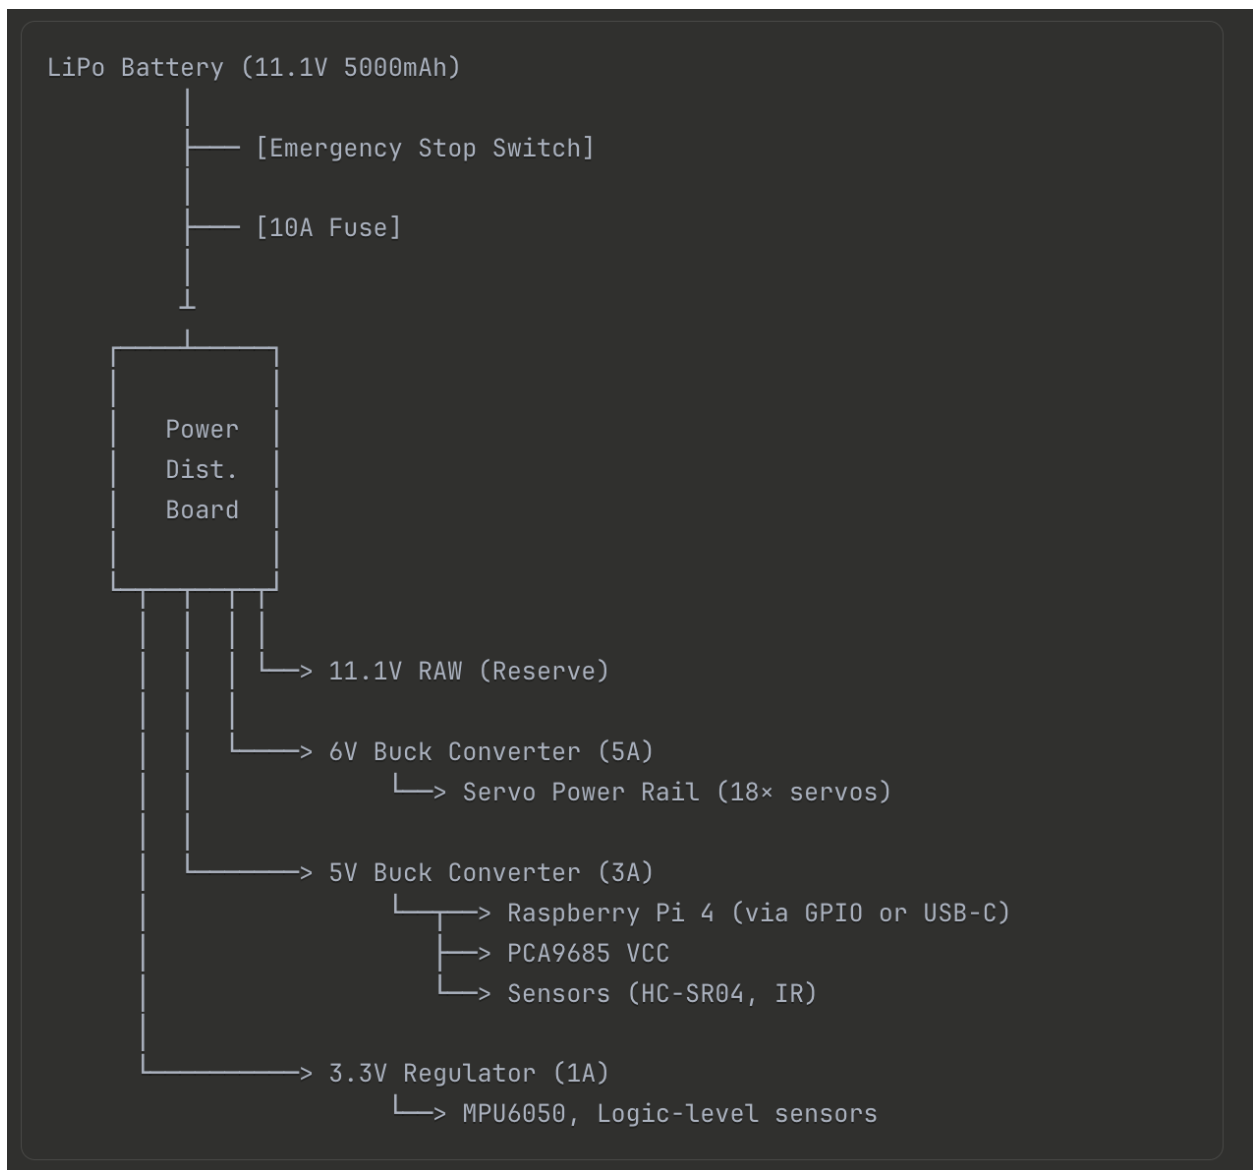 LiPo Battery (11.1V 5000mAh)
[Emergency Stop Switch]
[10A Fuse]
Power
Dist.
Board
11.1V RAW (Reserve)
6V Buck Converter (5A)
Servo Power Rail (18× servos)
5V Buck Converter (3A)
Raspberry Pi 4 (via GPIO or USB-C)
PCA9685 VCC
Sensors (HC-SR04, IR)
3.3V Regulator (1A)
MPU6050, Logic-level sensors